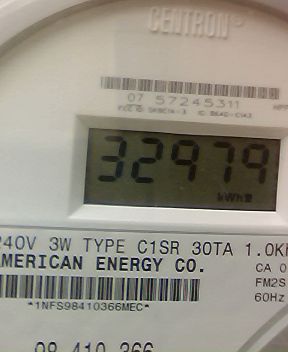 CENTRON
07 57245311
32979
kWh
240V 3W TYPE C1SR 30TA 1.0K
AMERICAN ENERGY CO.
CA 0
FM2S
60Hz
*1NFS98410366MEC*
98 410 366